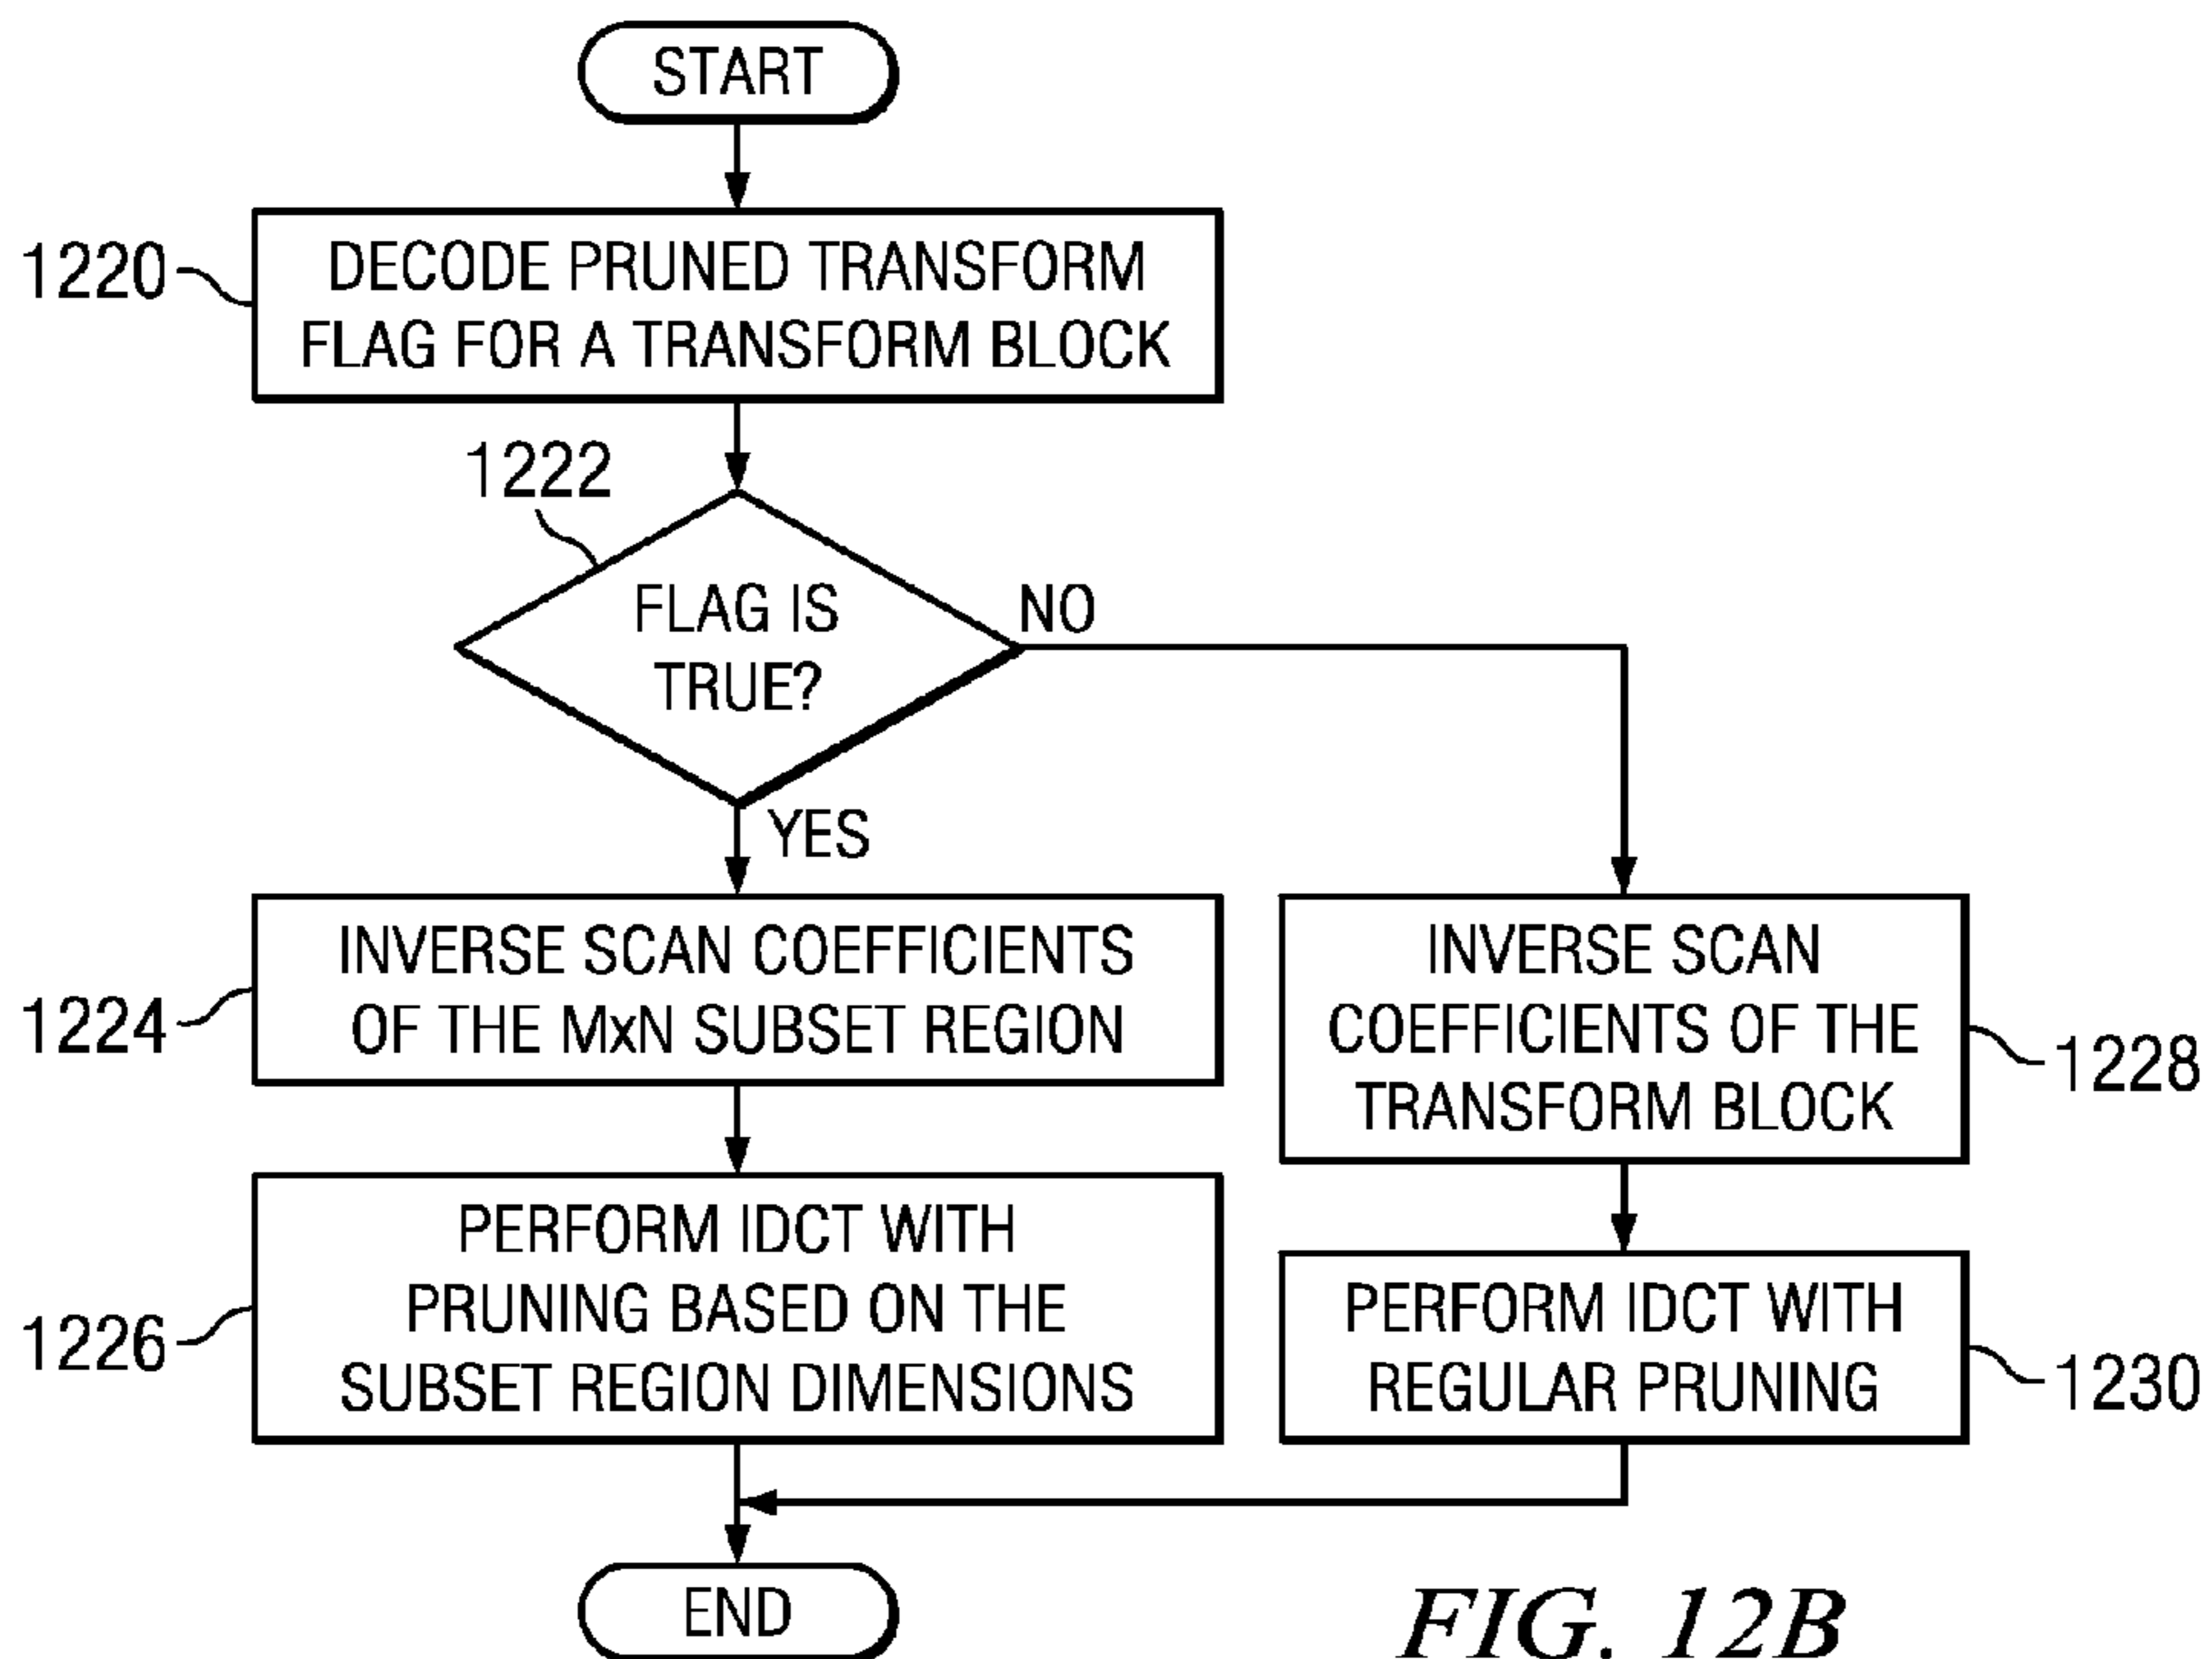 START
1220
DECODE PRUNED TRANSFORM
FLAG FOR A TRANSFORM BLOCK
1222
FLAG IS
TRUE?
NO
YES
1224
INVERSE SCAN COEFFICIENTS
OF THE MxN SUBSET REGION
INVERSE SCAN
COEFFICIENTS OF THE
TRANSFORM BLOCK
1228
1226
PERFORM IDCT WITH
PRUNING BASED ON THE
SUBSET REGION DIMENSIONS
PERFORM IDCT WITH
REGULAR PRUNING
1230
END
FIG. 12B